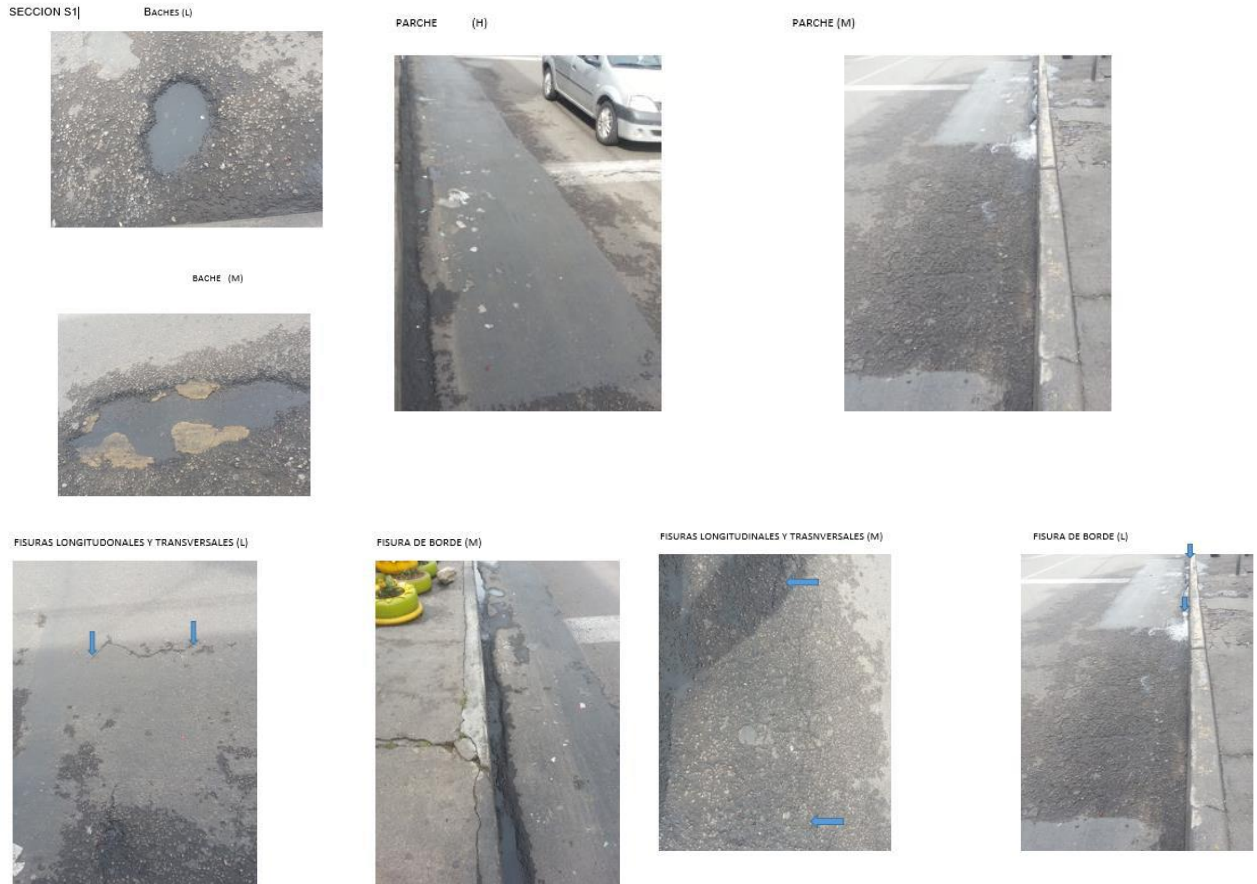 SECCION S1
BACHES (L)
PARCHE (H)
PARCHE (M)
BACHE (M)
FISURAS LONGITUDONALES Y TRANSVERSALES (L)
FISURA DE BORDE (M)
FISURAS LONGITUDINALES Y TRASNVERSALES (M)
FISURA DE BORDE (L)